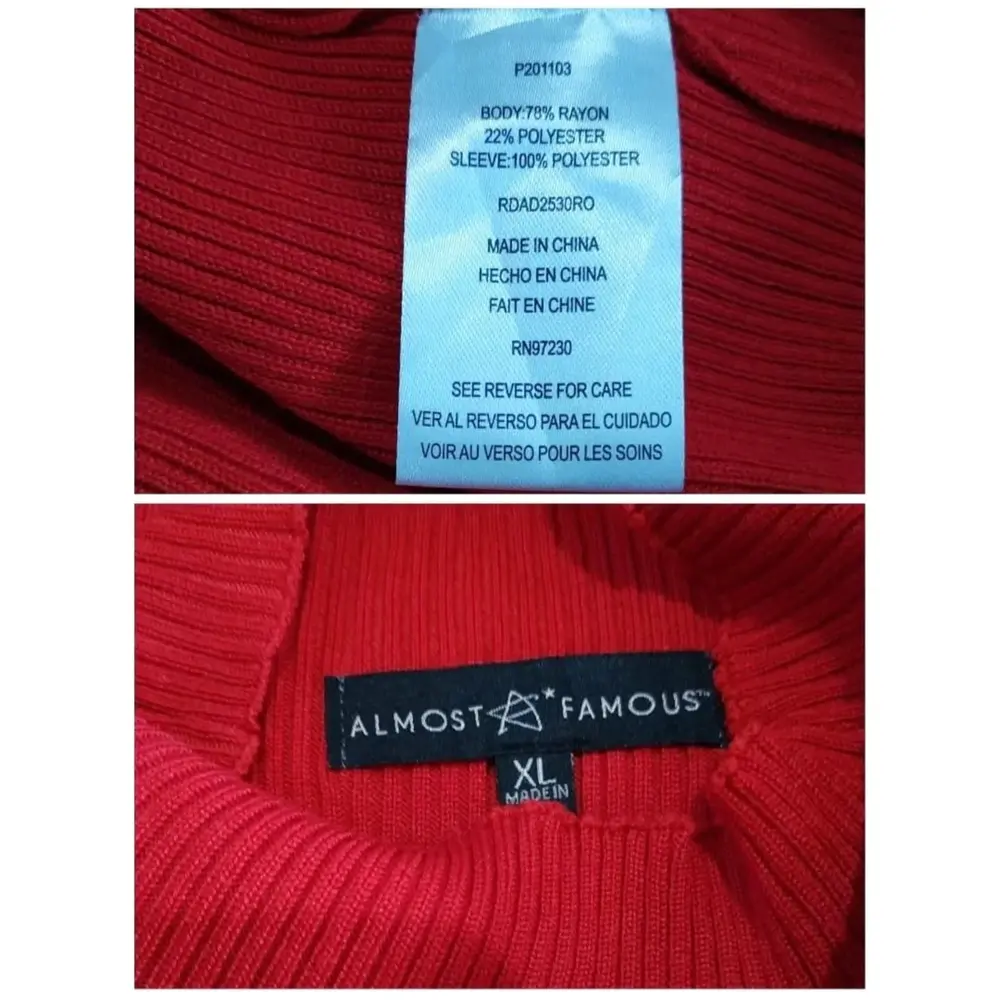 P201103
BODY:78% RAYON
22% POLYESTER
SLEEVE:100% POLYESTER
RDAD2530RO
MADE IN CHINA
HECHO EN CHINA
FAIT EN CHINE
RN97230
SEE REVERSE FOR CARE
VER AL REVERSO PARA EL CUIDADO
VOIR AU VERSO POUR LES SOINS
ALMOST FAMOUS™
XL
MADE IN